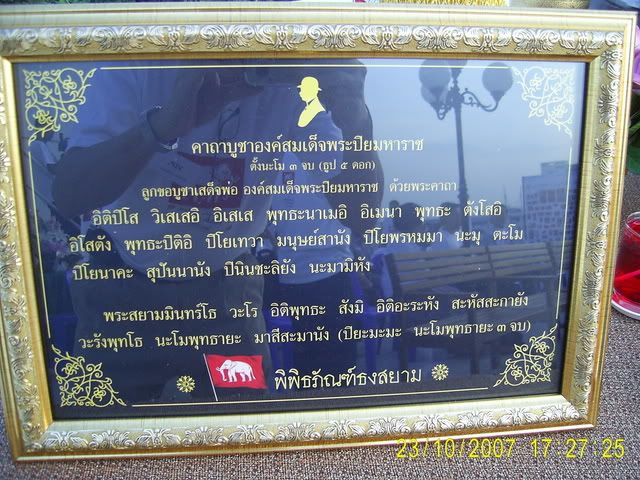 คาถาบูชาองค์สมเด็จพระปิยมหาราช
ตั้งนะโม ๓ จบ (ธูป ๕ ดอก)
ลูกขอบูชาเสด็จพ่อ องค์สมเด็จพระปิยมหาราช ด้วยพระคาถา
อิติปิโส วิเสเสอิ อิเสเส พุทธะนาเมอิ อิเมนา พุทธะ ตังโสอิ
อิโสตัง พุทธะปิติอิ ปิโยเทวา มนุษย์สานัง ปิโยพรหมมา นะมุ ตะโม
ปิโยนาคะ สุปันนานัง ปินินชะลิยัง นะมามิหัง
พระสยามมินทร์โธ วะโร อิติพุทธะ สังมิ อิติอะระหัง สะหัสสะกายัง
วะรังพุทโธ นะโมพุทธายะ มาสีสะมานัง (ปิยะมะมะ นะโมพุทธายะ ๓ จบ)
พิพิธภัณฑ์ธงสยาม
23/10/2007 17:27:25